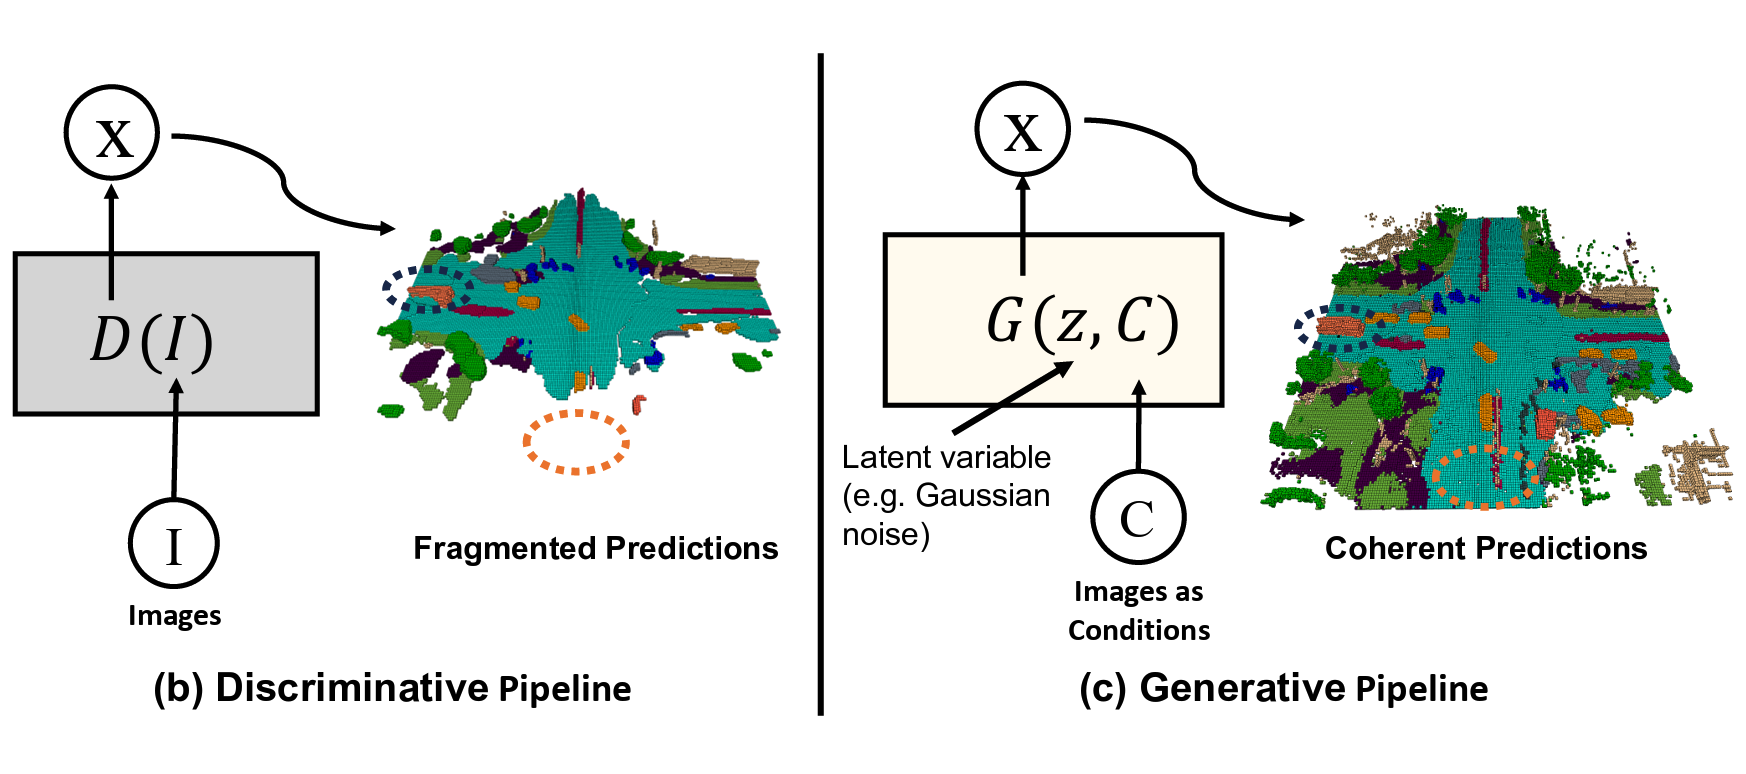 X
D(I)
I
Images
Fragmented Predictions
(b) Discriminative Pipeline
X
G(z, C)
Latent variable
(e.g. Gaussian
noise)
C
Images as
Conditions
Coherent Predictions
(c) Generative Pipeline